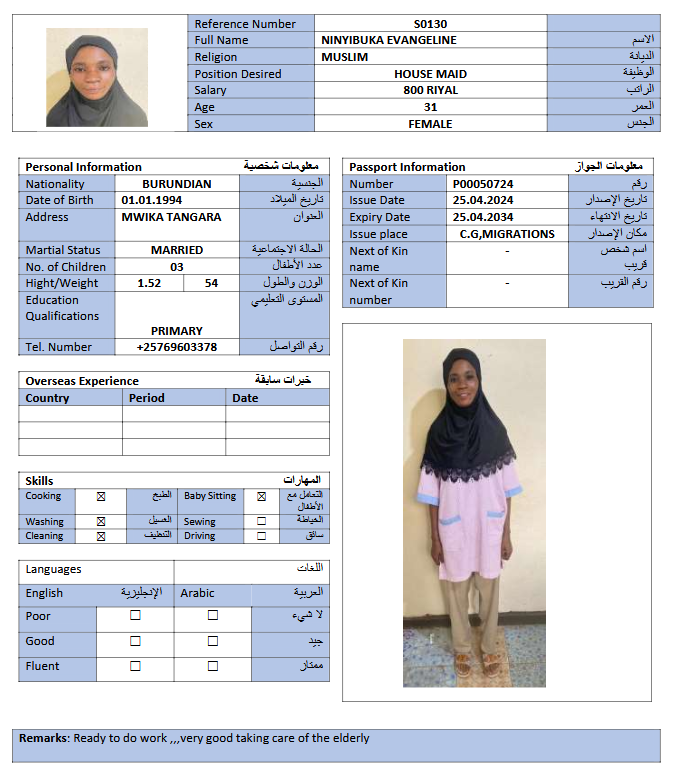 Reference Number S0130
Full Name NINYIBUKA EVANGELINE الاسم
Religion MUSLIM الديانة
Position Desired HOUSE MAID الوظيفة
Salary 800 RIYAL الراتب
Age 31 العمر
Sex FEMALE الجنس
Personal Information معلومات شخصية
Nationality BURUNDIAN الجنسية
Date of Birth 01.01.1994 تاريخ الميلاد
Address MWIKA TANGARA العنوان
Martial Status MARRIED الحالة الاجتماعية
No. of Children 03 عدد الأطفال
Hight/Weight 1.52 54 الوزن والطول
Education Qualifications PRIMARY المستوى التعليمي
Tel. Number +25769603378 رقم التواصل
Passport Information معلومات الجواز
Number P00050724 رقم
Issue Date 25.04.2024 تاريخ الإصدار
Expiry Date 25.04.2034 تاريخ الانتهاء
Issue place C.G,MIGRATIONS مكان الإصدار
Next of Kin name - اسم شخص قريب
Next of Kin number - رقم القريب
Overseas Experience خبرات سابقة
Country Period Date
Skills المهارات
Cooking ☒ الطبخ Baby Sitting ☒ التعامل مع الأطفال
Washing ☒ الغسيل Sewing ☐ الخياطة
Cleaning ☒ التنظيف Driving ☐ سائق
Languages اللغات
English الإنجليزية Arabic العربية
Poor ☐ ☐ لا شيء
Good ☐ ☐ جيد
Fluent ☐ ☐ ممتاز
Remarks: Ready to do work ,,,very good taking care of the elderly